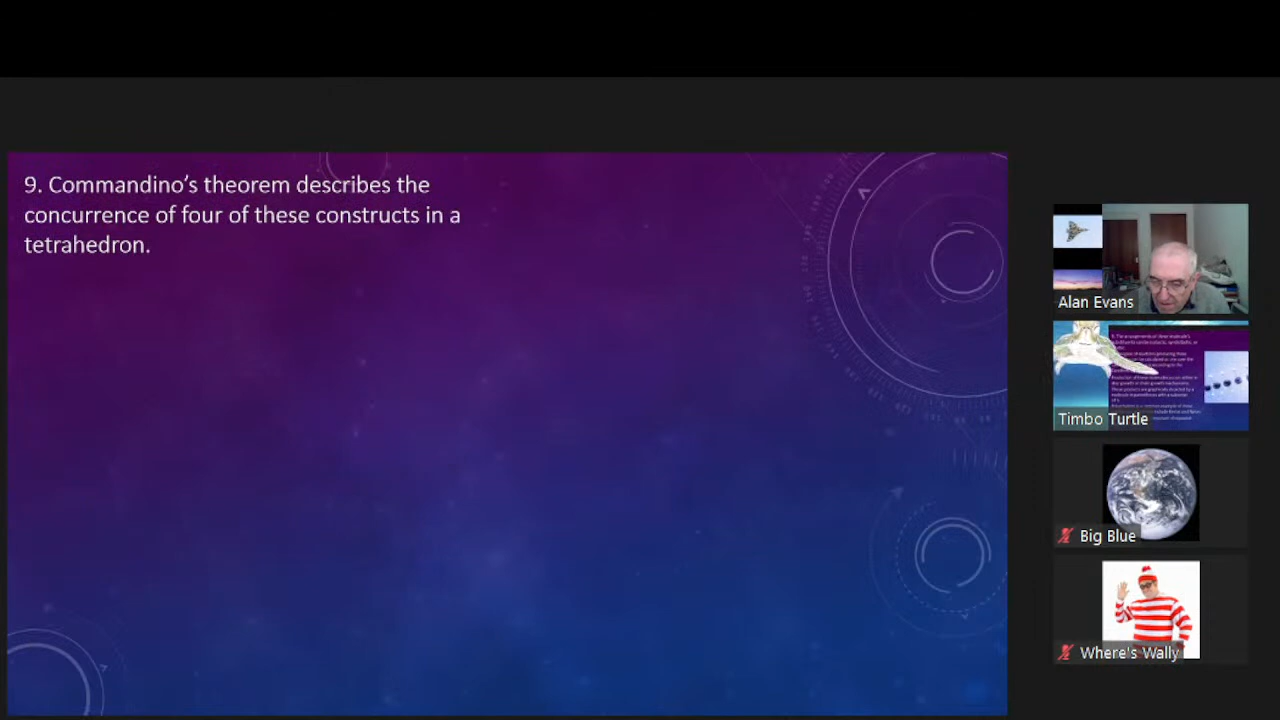 9. Commandino’s theorem describes the
concurrence of four of these constructs in a
tetrahedron.
Alan Evans
Timbo Turtle
Big Blue
Where's Wally